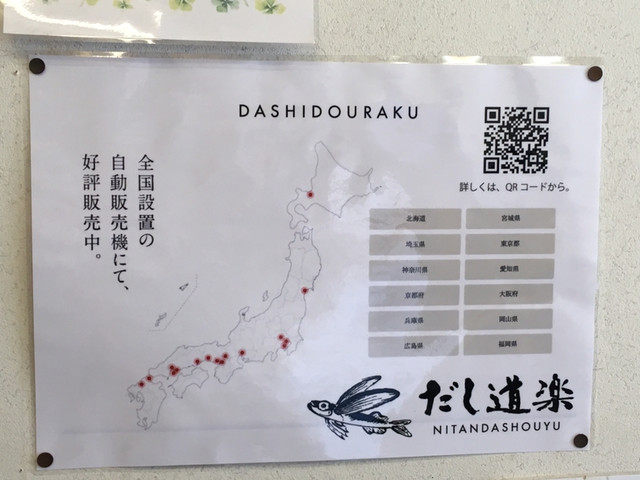 DASHIDOURAKU
全国設置の
自動販売機にて、
好評販売中。
詳しくは、QRコードから。
北海道
宮城県
埼玉県
東京都
神奈川県
愛知県
京都府
大阪府
兵庫県
岡山県
広島県
福岡県
だし道楽
NITANDASHOUYU